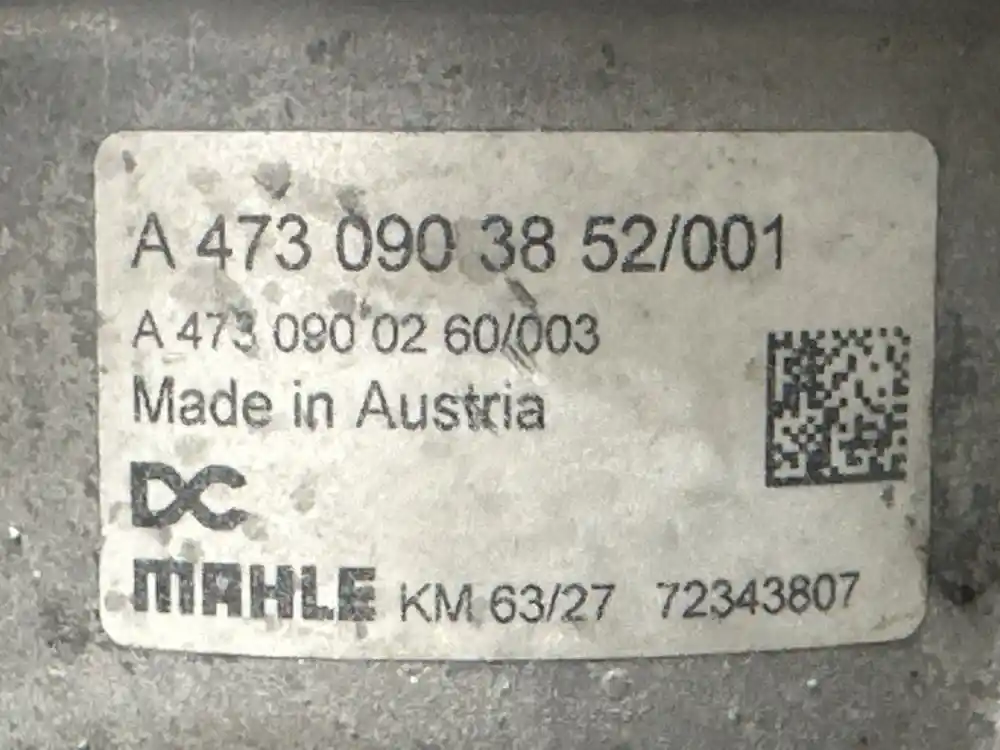 A 473 090 38 52/001
A 473 090 02 60/003
Made in Austria
DC
MAHLE KM 63/27 72343807